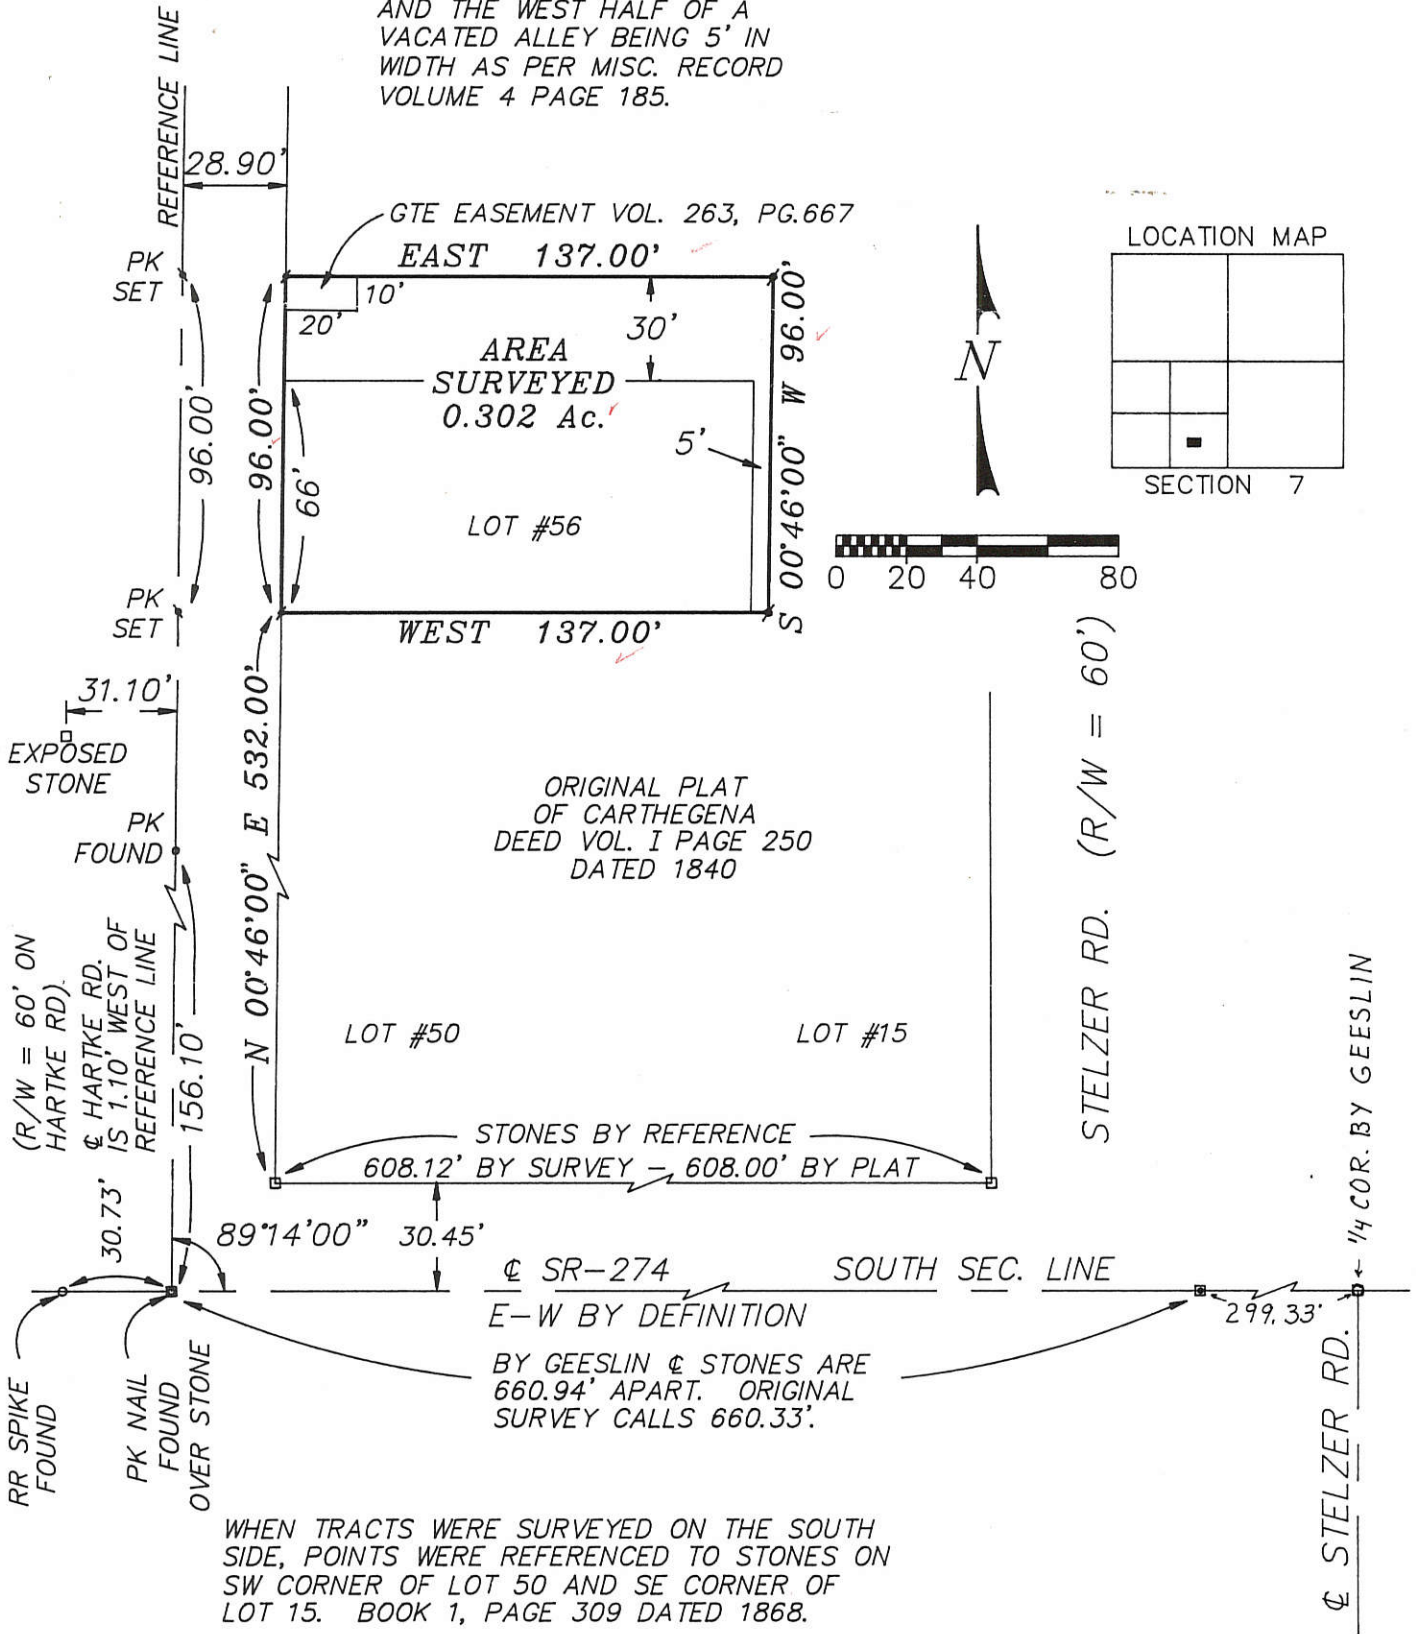 AND THE WEST HALF OF A
VACATED ALLEY BEING 5' IN
WIDTH AS PER MISC. RECORD
VOLUME 4 PAGE 185.
REFERENCE LINE
28.90'
GTE EASEMENT VOL. 263, PG.667
EAST 137.00'
PK
SET
10'
20'
30'
AREA
SURVEYED
0.302 Ac.
96.00'
96.00'
66'
5'
LOT #56
S 00°46'00" W 96.00'
N
LOCATION MAP
SECTION 7
0 20 40 80
PK
SET
WEST 137.00'
31.10'
EXPOSED
STONE
PK
FOUND
N 00°46'00" E 532.00'
ORIGINAL PLAT
OF CARTHEGENA
DEED VOL. I PAGE 250
DATED 1840
STELZER RD. (R/W = 60')
(R/W = 60' ON
HARTKE RD).
℄ HARTKE RD.
IS 1.10' WEST OF
REFERENCE LINE
156.10'
LOT #50
LOT #15
STONES BY REFERENCE
608.12' BY SURVEY - 608.00' BY PLAT
1/4 COR. BY GEESLIN
30.73'
89°14'00"
30.45'
℄ SR-274
SOUTH SEC. LINE
E-W BY DEFINITION
299.33'
BY GEESLIN ℄ STONES ARE
660.94' APART. ORIGINAL
SURVEY CALLS 660.33'.
RR SPIKE
FOUND
PK NAIL
FOUND
OVER STONE
℄ STELZER RD.
WHEN TRACTS WERE SURVEYED ON THE SOUTH
SIDE, POINTS WERE REFERENCED TO STONES ON
SW CORNER OF LOT 50 AND SE CORNER OF
LOT 15. BOOK 1, PAGE 309 DATED 1868.